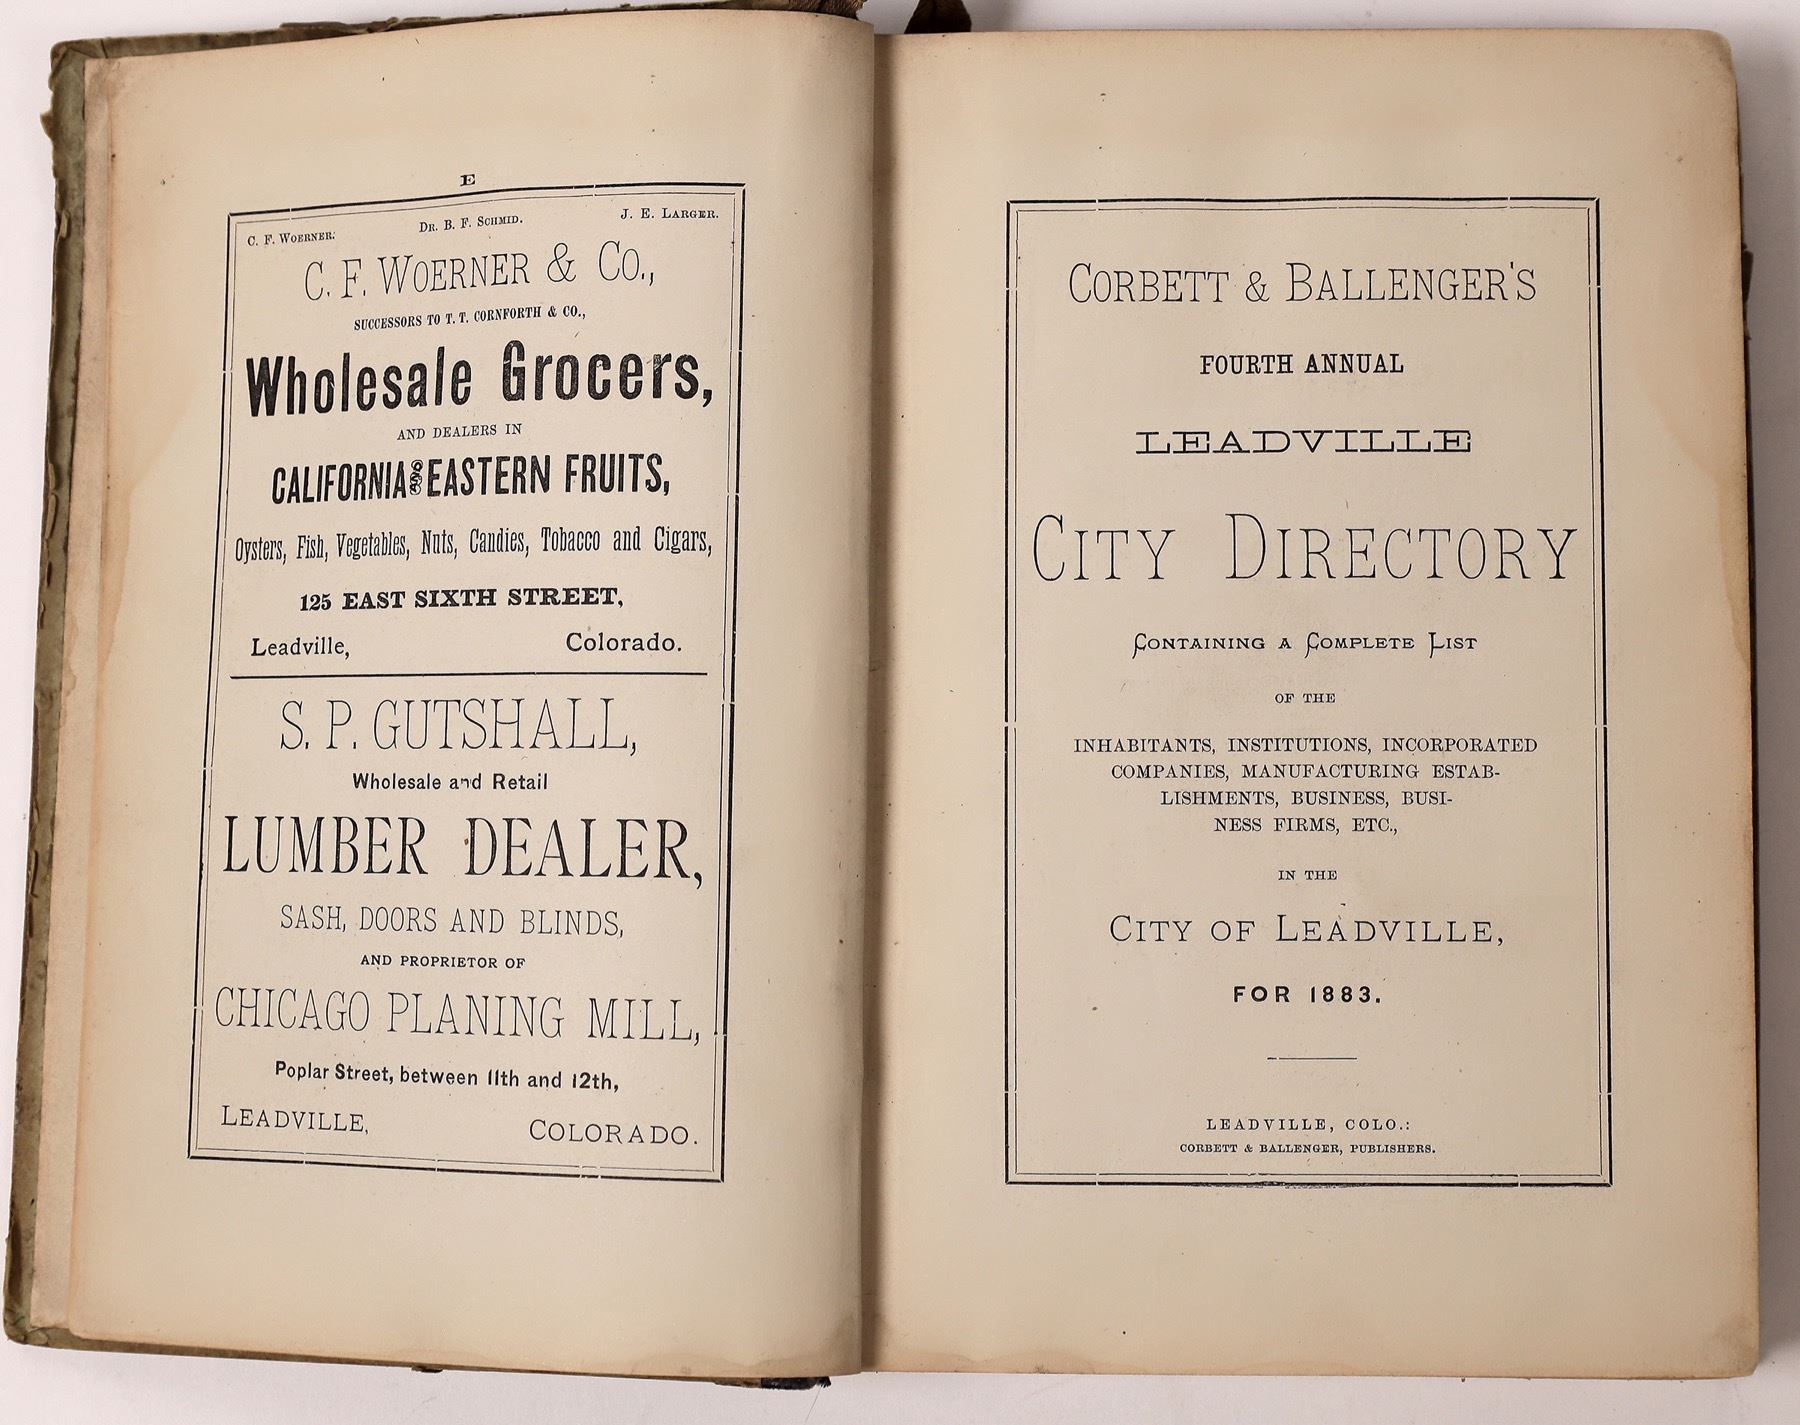 E
C. F. WOERNER. DR. B. F. SCHMID. J. E. LARGER.
C. F. WOERNER & CO.,
SUCCESSORS TO T. T. CORNFORTH & CO.,
Wholesale Grocers,
AND DEALERS IN
CALIFORNIA AND EASTERN FRUITS,
Oysters, Fish, Vegetables, Nuts, Candies, Tobacco and Cigars,
125 EAST SIXTH STREET,
Leadville, Colorado.
S. P. GUTSHALL,
Wholesale and Retail
LUMBER DEALER,
SASH, DOORS AND BLINDS,
AND PROPRIETOR OF
CHICAGO PLANING MILL,
Poplar Street, between 11th and 12th,
LEADVILLE, COLORADO.
CORBETT & BALLENGER'S
FOURTH ANNUAL
LEADVILLE
CITY DIRECTORY
CONTAINING A COMPLETE LIST
OF THE
INHABITANTS, INSTITUTIONS, INCORPORATED
COMPANIES, MANUFACTURING ESTAB-
LISHMENTS, BUSINESS, BUSI-
NESS FIRMS, ETC.,
IN THE
CITY OF LEADVILLE,
FOR 1883.
LEADVILLE, COLO.:
CORBETT & BALLENGER, PUBLISHERS.